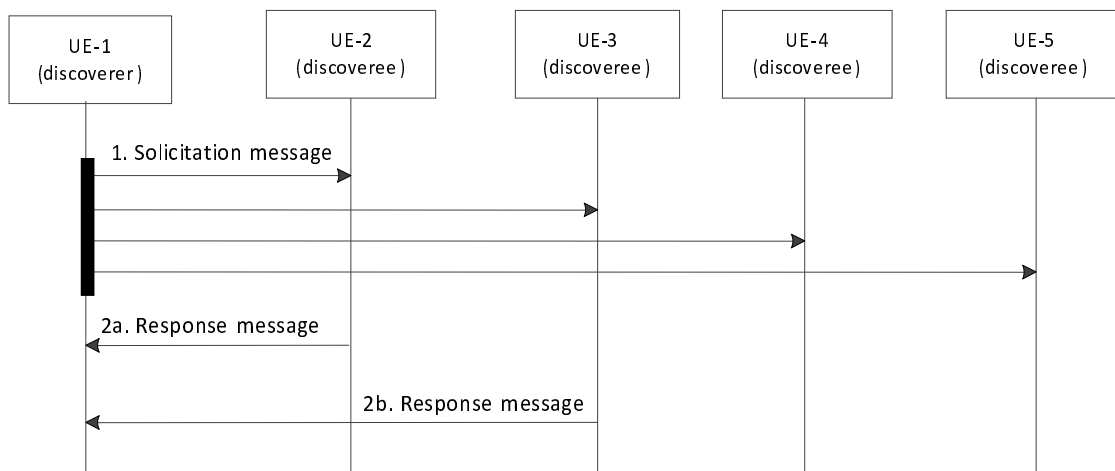 UE-1
(discoverer)
UE-2
(discoveree)
UE-3
(discoveree)
UE-4
(discoveree)
UE-5
(discoveree)
1. Solicitation message
2a. Response message
2b. Response message